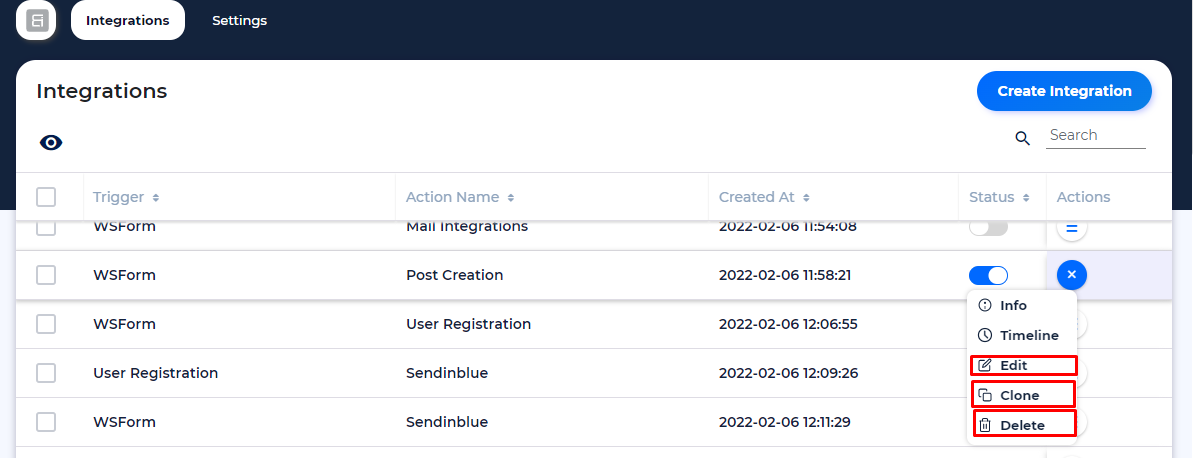 Integrations Settings
Integrations Create Integration
Search
Trigger Action Name Created At Status Actions
WSForm Mail Integrations 2022-02-06 11:54:08
WSForm Post Creation 2022-02-06 11:58:21
Info
WSForm User Registration 2022-02-06 12:06:55
Timeline
Edit
User Registration Sendinblue 2022-02-06 12:09:26
Clone
WSForm Sendinblue 2022-02-06 12:11:29
Delete